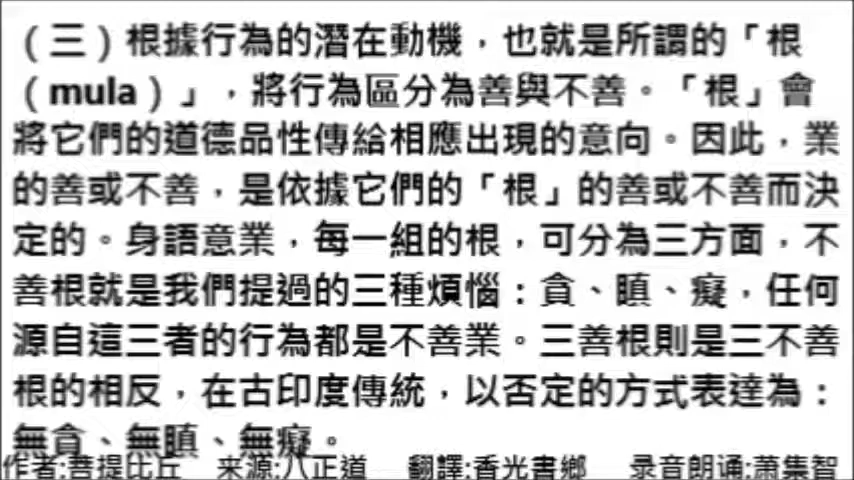 （三）根據行為的潛在動機，也就是所謂的「根
（mula）」，將行為區分為善與不善。「根」會
將它們的道德品性傳給相應出現的意向。因此，業
的善或不善，是依據它們的「根」的善或不善而決
定的。身語意業，每一組的根，可分為三方面，不
善根就是我們提過的三種煩惱：貪、瞋、癡，任何
源自這三者的行為都是不善業。三善根則是三不善
根的相反，在古印度傳統，以否定的方式表達為：
無貪、無瞋、無癡。
作者:菩提比丘 来源:八正道 翻譯:香光書鄉 录音朗诵:萧集智